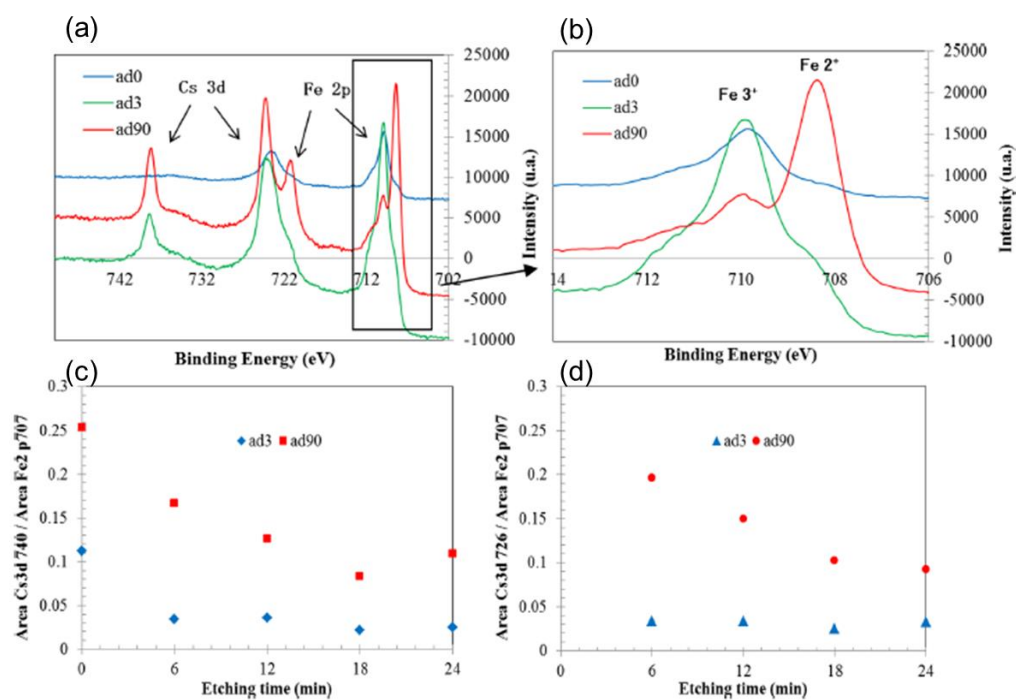 (a)
ad0
ad3
ad90
Cs 3d
Fe 2p
25000
20000
15000
10000
5000
0
-5000
-10000
742
732
722
712
702
Intensity (u.a.)
Binding Energy (eV)
(b)
ad0
ad3
ad90
Fe 3⁺
Fe 2⁺
25000
20000
15000
10000
5000
0
-5000
-10000
14
712
710
708
706
Intensity (u.a.)
Binding Energy (eV)
(c)
0.3
0.25
0.2
0.15
0.1
0.05
0
ad3 ad90
0 6 12 18 24
Area Cs3d 740 / Area Fe2 p707
Etching time (min)
(d)
0.3
0.25
0.2
0.15
0.1
0.05
0
ad3 ad90
0 6 12 18 24
Area Cs3d 726 / Area Fe2 p707
Etching time (min)